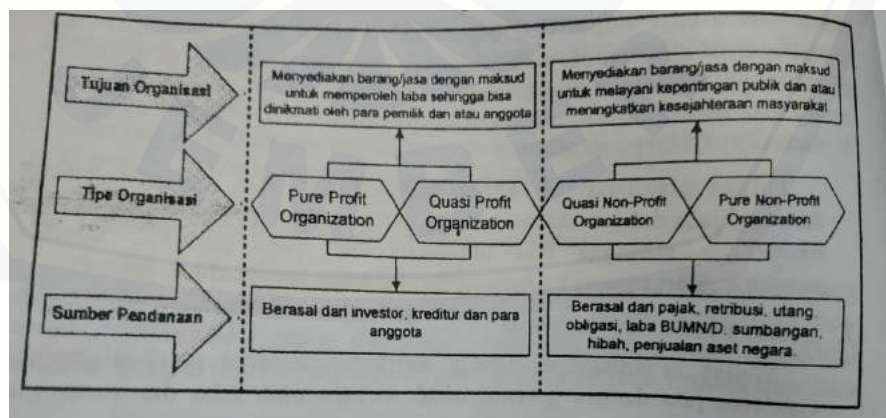 Tujuan Organisasi
Menyediakan barang/jasa dengan maksud
untuk memperoleh laba sehingga bisa
dinikmati oleh para pemilik dan atau anggota
Menyediakan barang/jasa dengan maksud
untuk melayani kepentingan publik dan atau
meningkatkan kesejahteraan masyarakat
Tipe Organisasi
Pure Profit
Organization
Quasi Profit
Organization
Quasi Non-Profit
Organization
Pure Non-Profit
Organization
Sumber Pendanaan
Berasal dari investor, kreditur dan para
anggota
Berasal dari pajak, retribusi, utang
obligasi, laba BUMN/D, sumbangan,
hibah, penjualan aset negara.